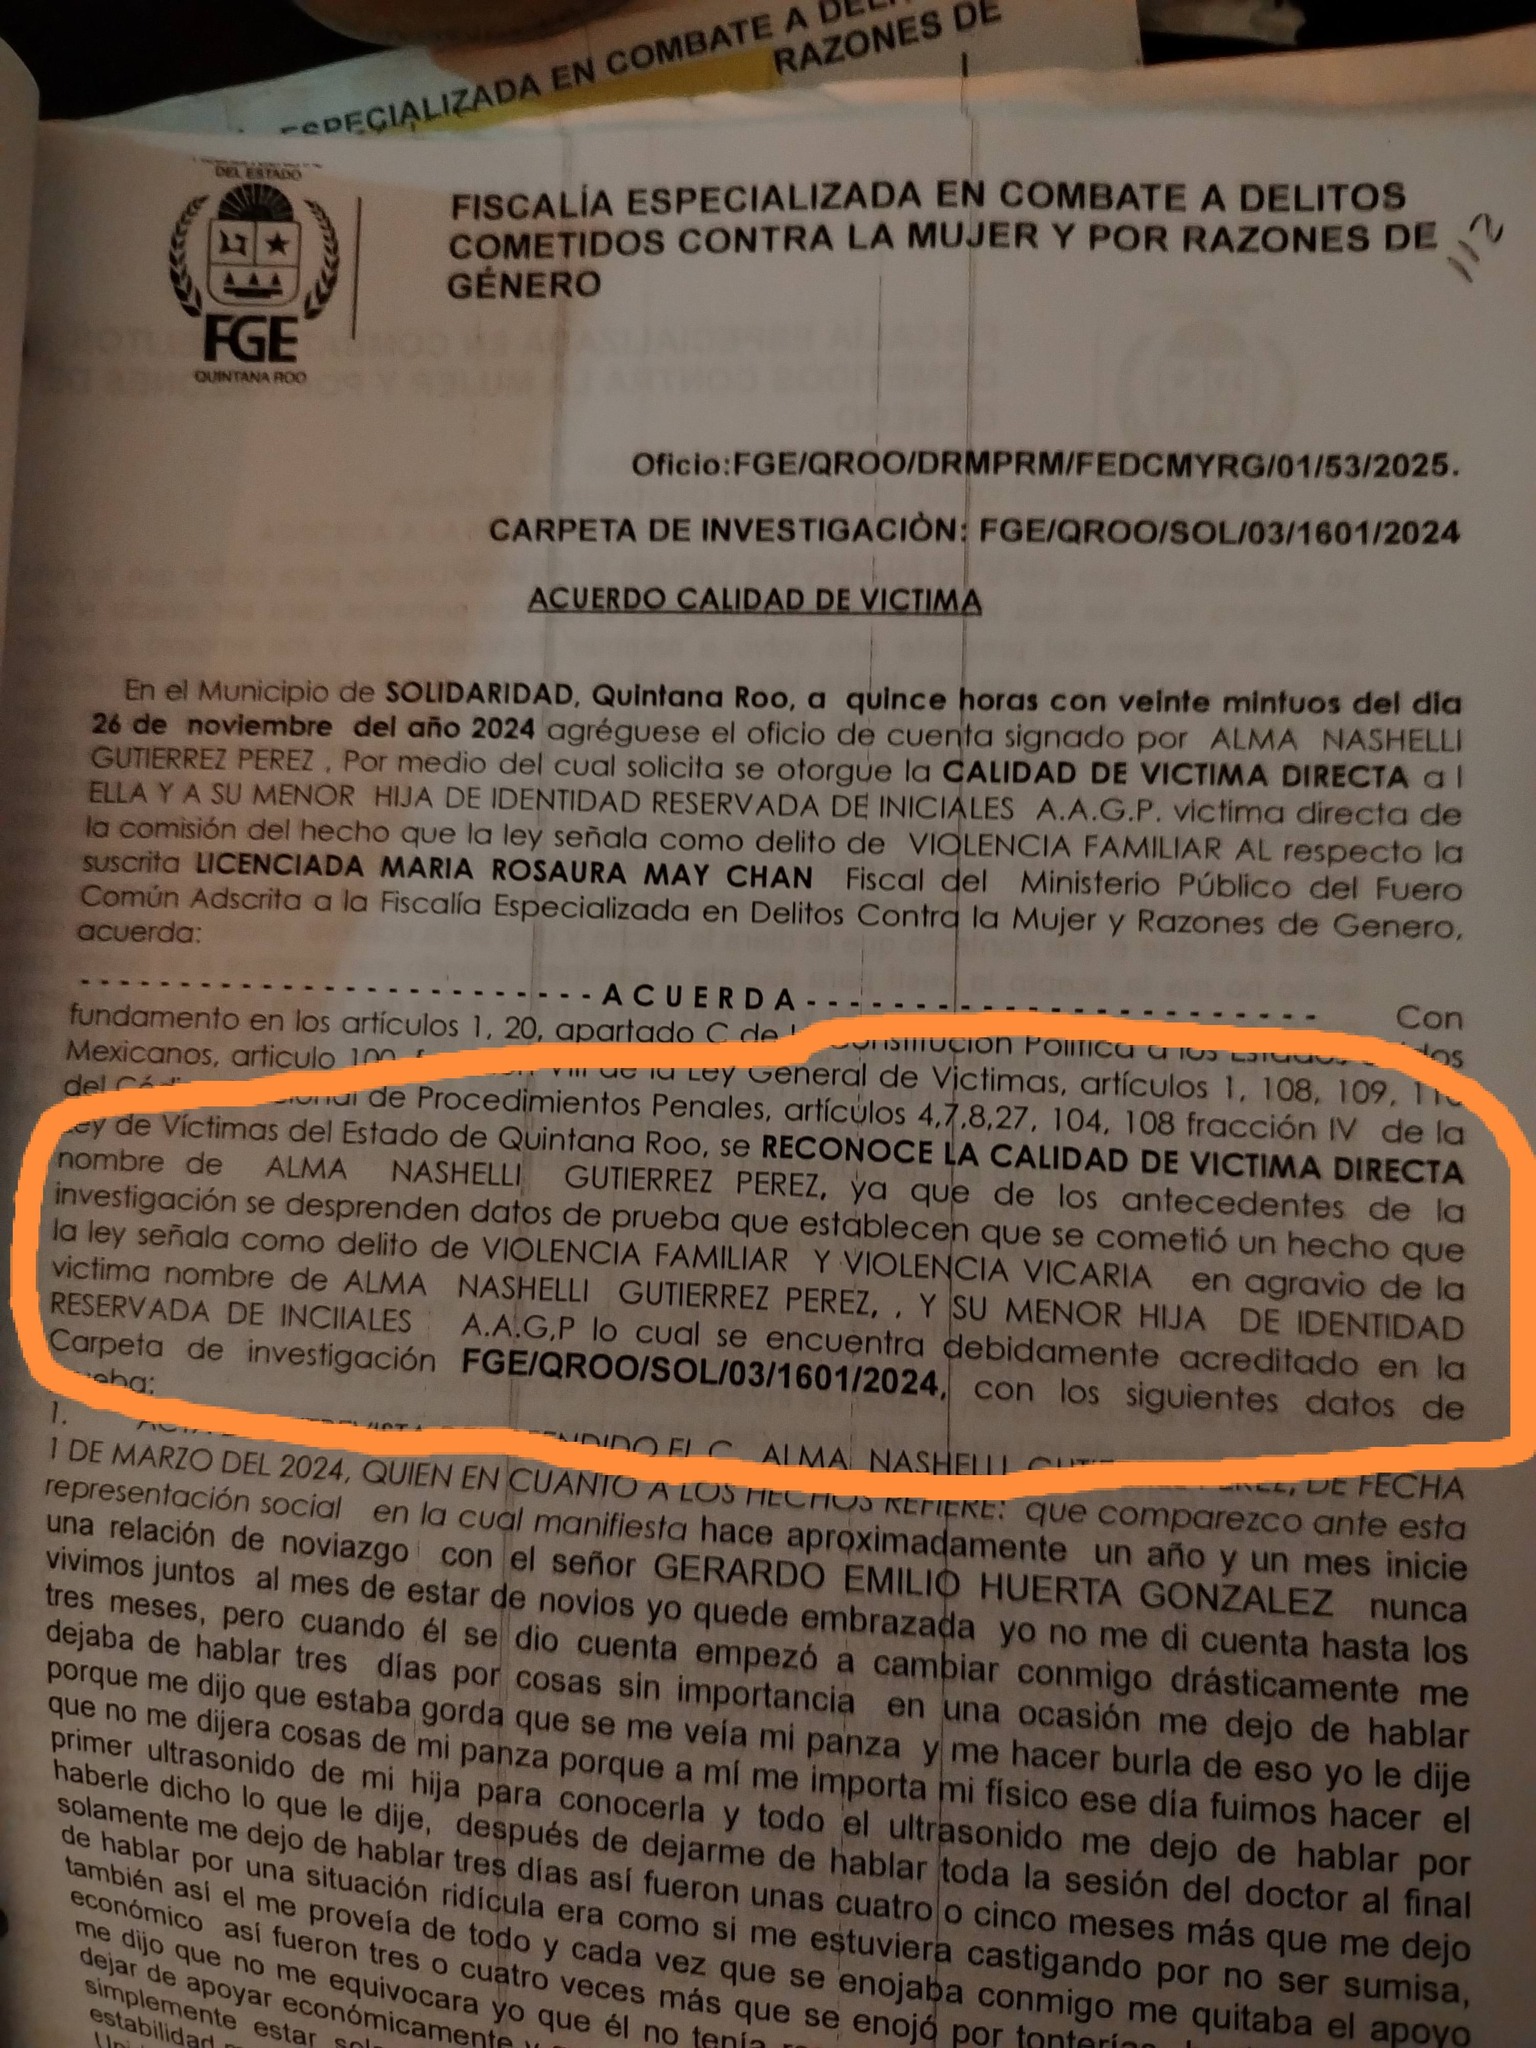 ESPECIALIZADA EN COMBATE A
RAZONES DE
DEL ESTADO
FGE
QUINTANA ROO
FISCALÍA ESPECIALIZADA EN COMBATE A DELITOS
COMETIDOS CONTRA LA MUJER Y POR RAZONES DE
GÉNERO
112
Oficio:FGE/QROO/DRMPRM/FEDCMYRG/01/53/2025.
CARPETA DE INVESTIGACIÒN: FGE/QROO/SOL/03/1601/2024
ACUERDO CALIDAD DE VICTIMA
En el Municipio de SOLIDARIDAD, Quintana Roo, a quince horas con veinte mintuos del dia
26 de noviembre del año 2024 agréguese el oficio de cuenta signado por ALMA NASHELLI
GUTIERREZ PEREZ , Por medio del cual solicita se otorgue la CALIDAD DE VICTIMA DIRECTA a l
ELLA Y A SU MENOR HIJA DE IDENTIDAD RESERVADA DE INICIALES A.A.G.P. victima directa de
la comisión del hecho que la ley señala como delito de VIOLENCIA FAMILIAR AL respecto la
suscrita LICENCIADA MARIA ROSAURA MAY CHAN Fiscal del Ministerio Público del Fuero
Común Adscrita a la Fiscalía Especializada en Delitos Contra la Mujer y Razones de Genero,
acuerda:
- - - - - - - - - - - - - - - - - - - - - - - - - - A C U E R D A - - - - - - - - - - - - - - - - - - - - - - - - - - Con
fundamento en los artículos 1, 20, apartado C de Constitución Política a los Estados
Mexicanos, articulo VIII de la Ley General de Victimas, artículos 1, 108, 109,
del de Procedimientos Penales, artículos 4,7,8,27, 104, 108 fracción IV de la
Ley de Víctimas del Estado de Quintana Roo, se RECONOCE LA CALIDAD DE VICTIMA DIRECTA
nombre de ALMA NASHELLI GUTIERREZ PEREZ, ya que de los antecedentes de la
investigación se desprenden datos de prueba que establecen que se cometió un hecho que
la ley señala como delito de VIOLENCIA FAMILIAR Y VIOLENCIA VICARIA en agravio de la
victima nombre de ALMA NASHELLI GUTIERREZ PEREZ, , Y SU MENOR HIJA DE IDENTIDAD
RESERVADA DE INCIIALES A.A.G,P lo cual se encuentra debidamente acreditado en la
Carpeta de investigación FGE/QROO/SOL/03/1601/2024, con los siguientes datos de
1. EL C. ALMA NASHELLI DE FECHA
1 DE MARZO DEL 2024, QUIEN EN CUANTO A LOS HECHOS REFIERE: que comparezco ante esta
representación social en la cual manifiesta hace aproximadamente un año y un mes inicie
una relación de noviazgo con el señor GERARDO EMILIO HUERTA GONZALEZ nunca
vivimos juntos al mes de estar de novios yo quede embrazada yo no me di cuenta hasta los
tres meses, pero cuando él se dio cuenta empezó a cambiar conmigo drásticamente me
dejaba de hablar tres días por cosas sin importancia en una ocasión me dejo de hablar
porque me dijo que estaba gorda que se me veía mi panza y me hacer burla de eso yo le dije
que no me dijera cosas de mi panza porque a mí me importa mi físico ese día fuimos hacer el
primer ultrasonido de mi hija para conocerla y todo el ultrasonido me dejo de hablar por
haberle dicho lo que le dije, después de dejarme de hablar toda la sesión del doctor al final
solamente me dejo de hablar tres días así fueron unas cuatro o cinco meses más que me dejo
de hablar por una situación ridícula era como si me estuviera castigando por no ser sumisa,
también así el me proveía de todo y cada vez que se enojaba conmigo me quitaba el apoyo
económico así fueron tres o cuatro veces más que se enojó por tonterías
me dijo que no me equivocara yo que él no tenía
dejar de apoyar económicamente
simplemente estar
estabilidad